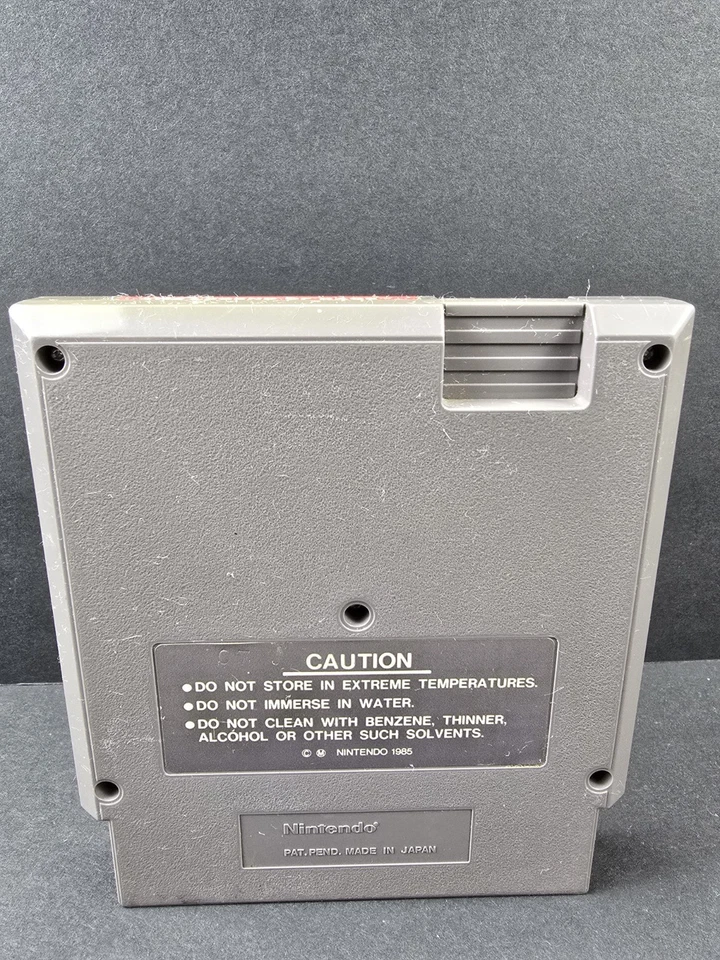 CAUTION
●DO NOT STORE IN EXTREME TEMPERATURES.
●DO NOT IMMERSE IN WATER.
●DO NOT CLEAN WITH BENZENE, THINNER,
ALCOHOL OR OTHER SUCH SOLVENTS.
© Ⓜ NINTENDO 1985
Nintendo®
PAT. PEND. MADE IN JAPAN